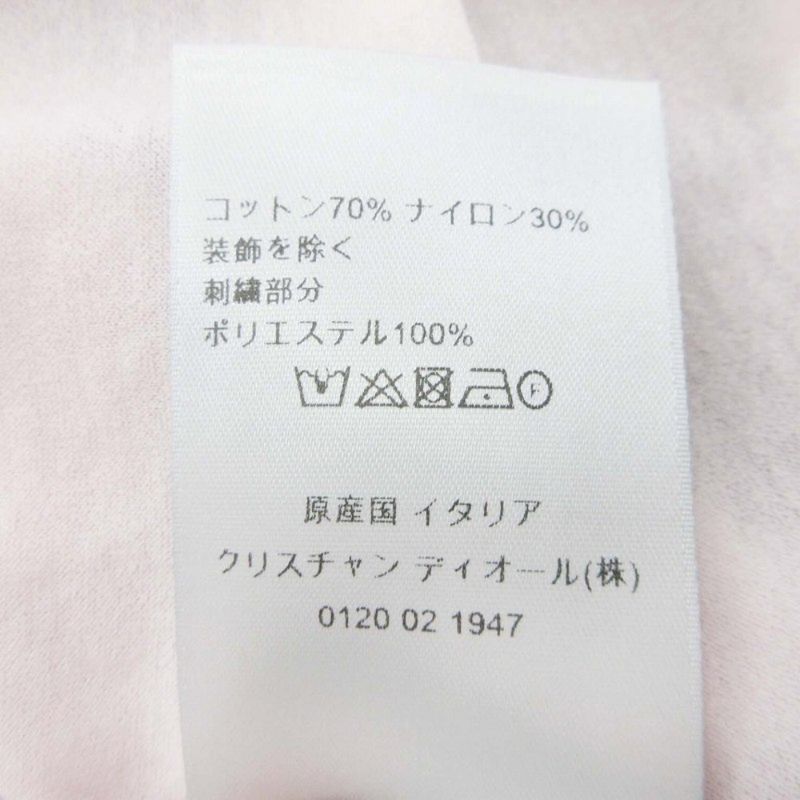 コットン70% ナイロン30%
装飾を除く
刺繍部分
ポリエステル100%
F
原産国 イタリア
クリスチャン ディオール(株)
0120 02 1947